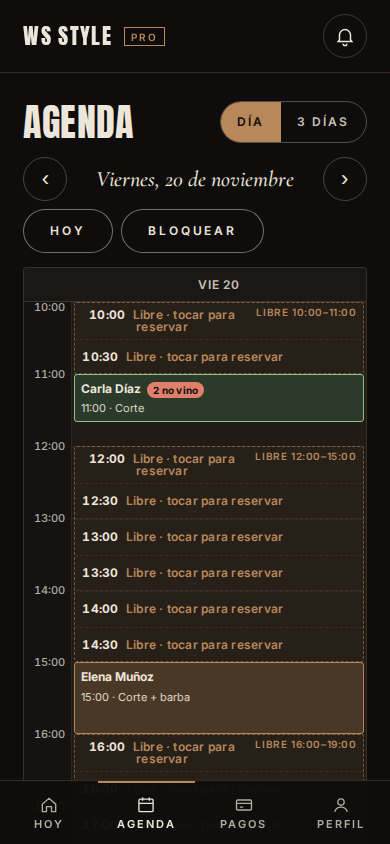 WS STYLE PRO
AGENDA
DÍA
3 DÍAS
‹ Viernes, 20 de noviembre ›
HOY
BLOQUEAR
VIE 20
10:00
10:00 Libre · tocar para reservar
LIBRE 10:00–11:00
10:30 Libre · tocar para reservar
11:00
Carla Díaz 2 no vino
11:00 · Corte
12:00
12:00 Libre · tocar para reservar
LIBRE 12:00–15:00
12:30 Libre · tocar para reservar
13:00
13:00 Libre · tocar para reservar
13:30 Libre · tocar para reservar
14:00
14:00 Libre · tocar para reservar
14:30 Libre · tocar para reservar
15:00
Elena Muñoz
15:00 · Corte + barba
16:00
16:00 Libre · tocar para reservar
LIBRE 16:00–19:00
HOY
AGENDA
PAGOS
PERFIL